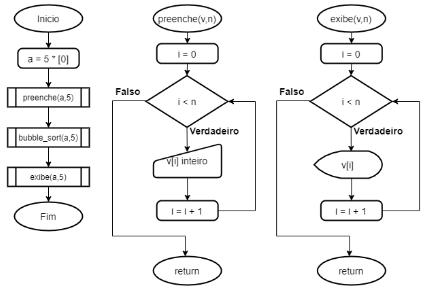 Inicio
a = 5 * [0]
preenche(a,5)
bubble_sort(a,5)
exibe(a,5)
Fim
preenche(v,n)
i = 0
Falso
i < n
Verdadeiro
v[i] inteiro
i = i + 1
return
exibe(v,n)
i = 0
Falso
i < n
Verdadeiro
v[i]
i = i + 1
return